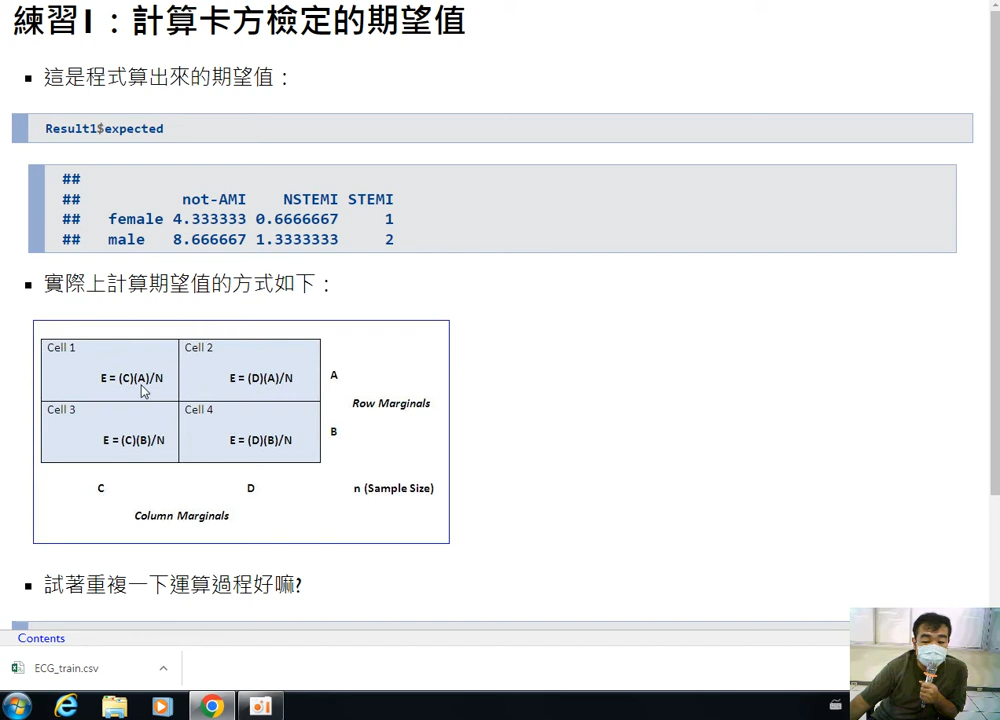 練習1：計算卡方檢定的期望值
這是程式算出來的期望值：
Result1$expected
##
## not-AMI NSTEMI STEMI
## female 4.333333 0.6666667 1
## male 8.666667 1.3333333 2
實際上計算期望值的方式如下：
Cell 1 Cell 2
E = (C)(A)/N E = (D)(A)/N A
Row Marginals
Cell 3 Cell 4
E = (C)(B)/N E = (D)(B)/N B
C D n (Sample Size)
Column Marginals
試著重複一下運算過程好嘛?
Contents
ECG_train.csv